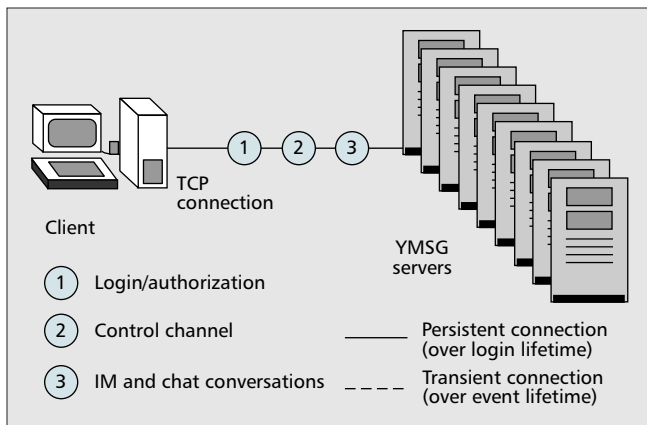 1
2
3
TCP
connection
Client
YMSG
servers
1 Login/authorization
2 Control channel
3 IM and chat conversations
Persistent connection
(over login lifetime)
Transient connection
(over event lifetime)